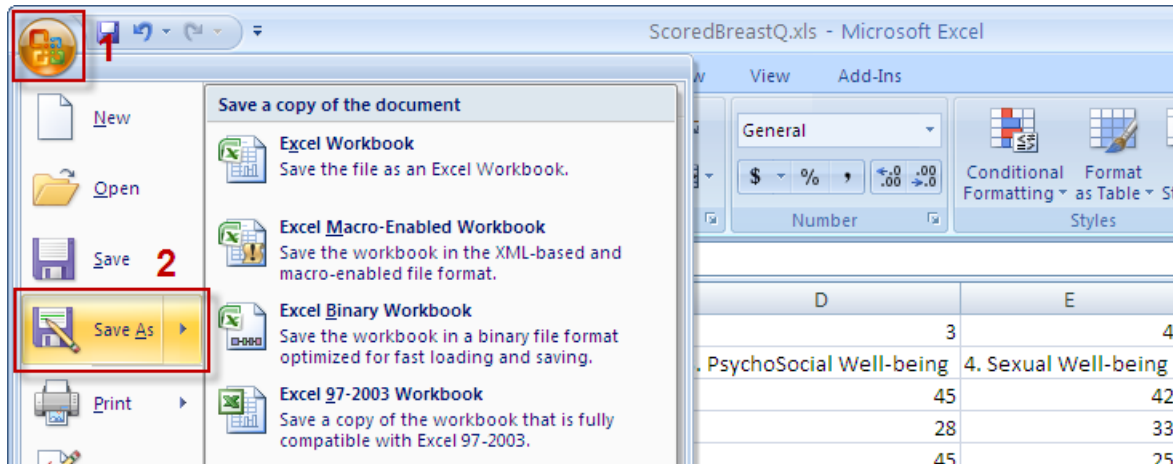 ScoredBreastQ.xls - Microsoft Excel
1
View Add-Ins
New
Open
Save
2
Save As
Print
Save a copy of the document
Excel Workbook
Save the file as an Excel Workbook.
Excel Macro-Enabled Workbook
Save the workbook in the XML-based and
macro-enabled file format.
Excel Binary Workbook
Save the workbook in a binary file format
optimized for fast loading and saving.
Excel 97-2003 Workbook
Save a copy of the workbook that is fully
compatible with Excel 97-2003.
General
$ % , .0 .00 .00 .0
Number
Conditional
Formatting
Format
as Table
Styles
D E
3 4
. PsychoSocial Well-being 4. Sexual Well-being
45 42
28 33
45 25